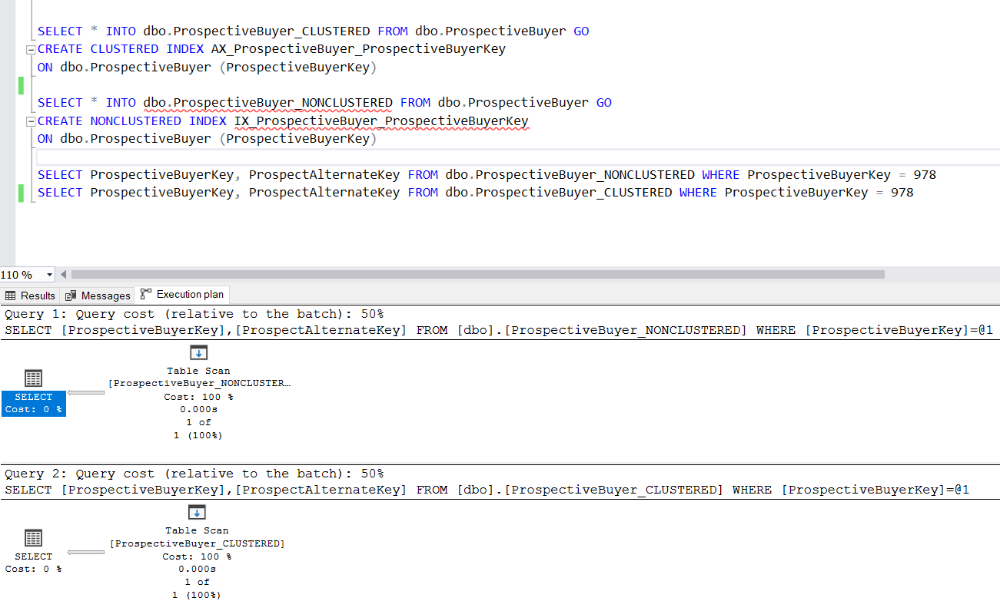 SELECT * INTO dbo.ProspectiveBuyer_CLUSTERED FROM dbo.ProspectiveBuyer GO
CREATE CLUSTERED INDEX AX_ProspectiveBuyer_ProspectiveBuyerKey
ON dbo.ProspectiveBuyer (ProspectiveBuyerKey)
SELECT * INTO dbo.ProspectiveBuyer_NONCLUSTERED FROM dbo.ProspectiveBuyer GO
CREATE NONCLUSTERED INDEX IX_ProspectiveBuyer_ProspectiveBuyerKey
ON dbo.ProspectiveBuyer (ProspectiveBuyerKey)
SELECT ProspectiveBuyerKey, ProspectAlternateKey FROM dbo.ProspectiveBuyer_NONCLUSTERED WHERE ProspectiveBuyerKey = 978
SELECT ProspectiveBuyerKey, ProspectAlternateKey FROM dbo.ProspectiveBuyer_CLUSTERED WHERE ProspectiveBuyerKey = 978
110 %
Results Messages Execution plan
Query 1: Query cost (relative to the batch): 50%
SELECT [ProspectiveBuyerKey],[ProspectAlternateKey] FROM [dbo].[ProspectiveBuyer_NONCLUSTERED] WHERE [ProspectiveBuyerKey]=@1
Table Scan
[ProspectiveBuyer_NONCLUSTER…
Cost: 100 %
0.000s
1 of
1 (100%)
SELECT
Cost: 0 %
Query 2: Query cost (relative to the batch): 50%
SELECT [ProspectiveBuyerKey],[ProspectAlternateKey] FROM [dbo].[ProspectiveBuyer_CLUSTERED] WHERE [ProspectiveBuyerKey]=@1
Table Scan
[ProspectiveBuyer_CLUSTERED]
Cost: 100 %
0.000s
1 of
1 (100%)
SELECT
Cost: 0 %